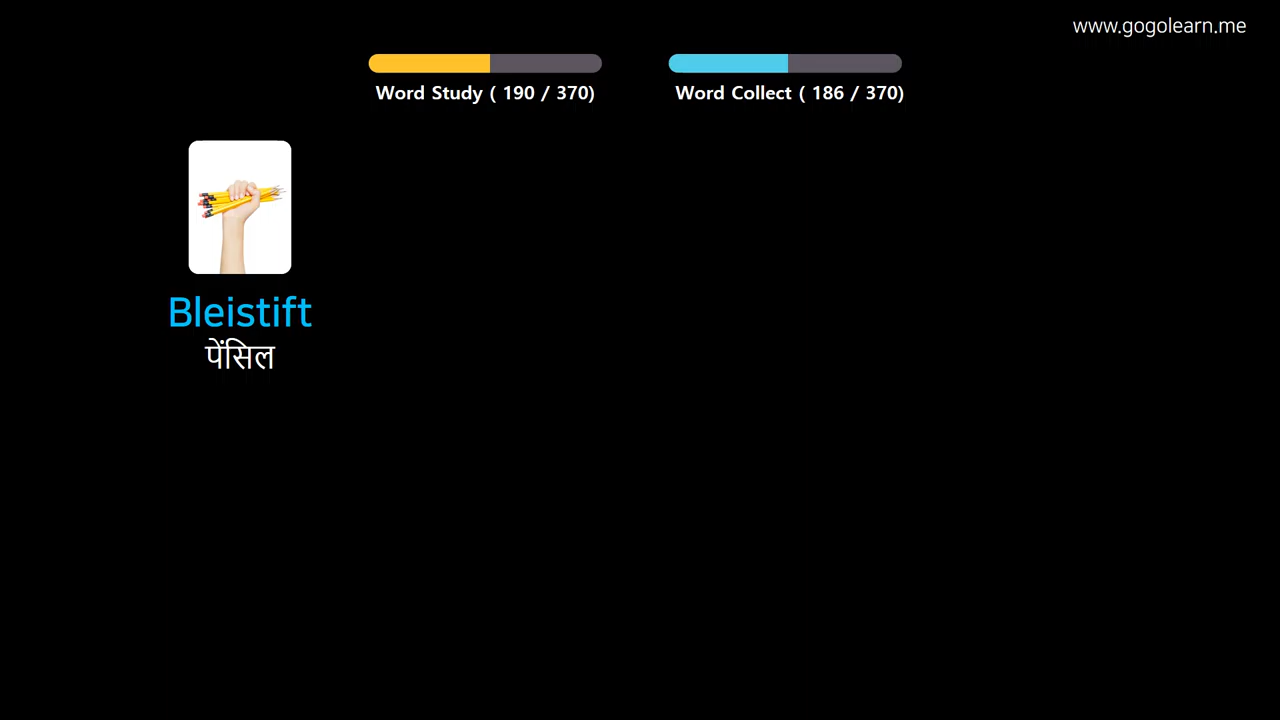 www.gogolearn.me
Word Study ( 190 / 370)
Word Collect ( 186 / 370)
Bleistift
पेंसिल